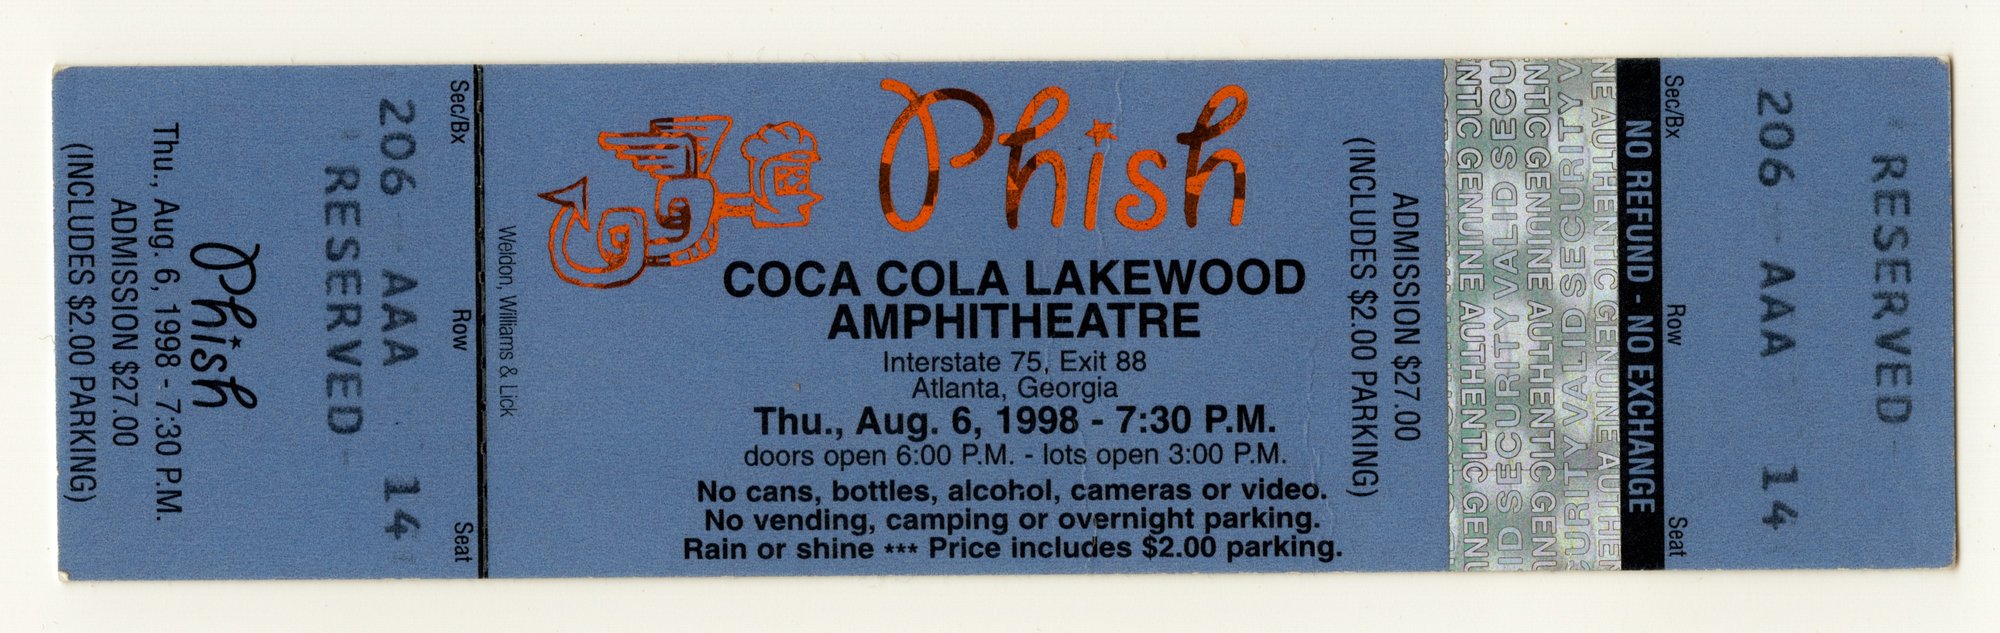 Sec/Bx Row Seat
206 AAA 14
RESERVED
Phish
Thu., Aug. 6, 1998 - 7:30 P.M.
ADMISSION $27.00
(INCLUDES $2.00 PARKING)
Weldon, Williams & Lick
Phish
COCA COLA LAKEWOOD
AMPHITHEATRE
Interstate 75, Exit 88
Atlanta, Georgia
Thu., Aug. 6, 1998 - 7:30 P.M.
doors open 6:00 P.M. - lots open 3:00 P.M.
No cans, bottles, alcohol, cameras or video.
No vending, camping or overnight parking.
Rain or shine *** Price includes $2.00 parking.
ADMISSION $27.00
(INCLUDES $2.00 PARKING)
NE AUTHENTIC GENUINE AU
URITY VALID SECURITY V
NTIC GENUINE AUTHENTIC GEN
ID SECURITY VALID SECU
NTIC GENUINE AUTHENTIC GEN
NO REFUND - NO EXCHANGE
Sec/Bx Row Seat
206 AAA 14
RESERVED